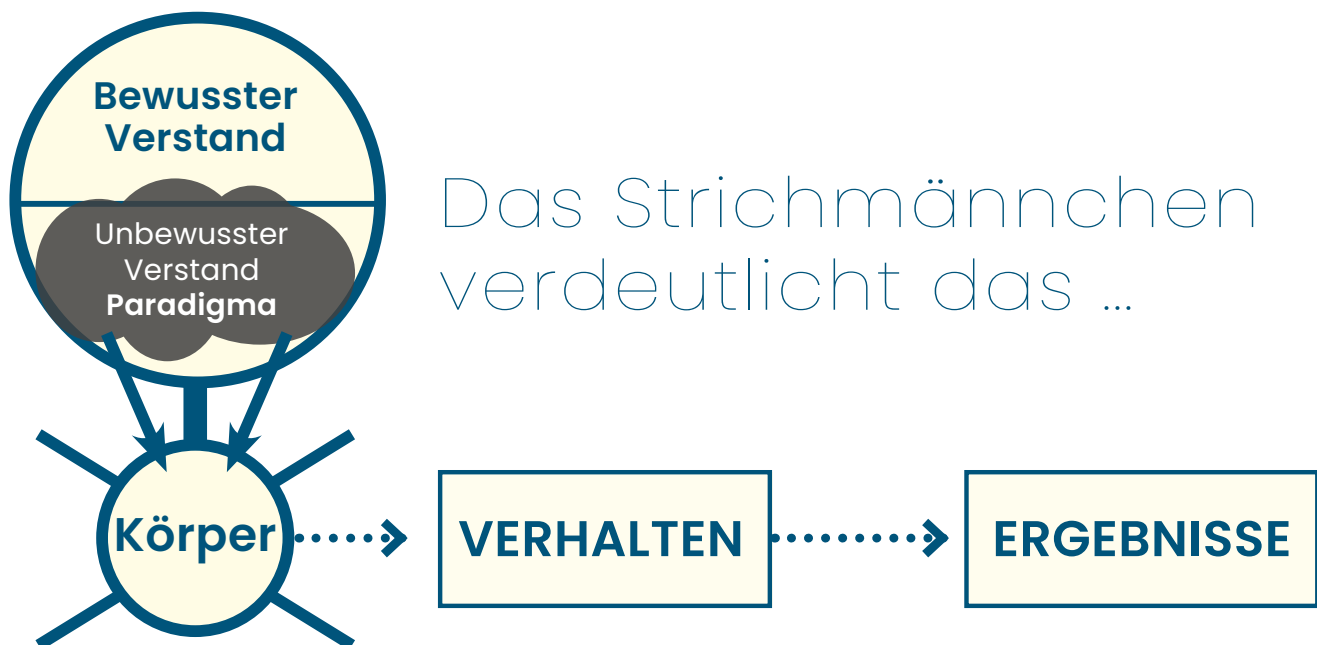 Bewusster
Verstand
Unbewusster
Verstand
Paradigma
Das Strichmännchen
verdeutlicht das ...
Körper
VERHALTEN
ERGEBNISSE